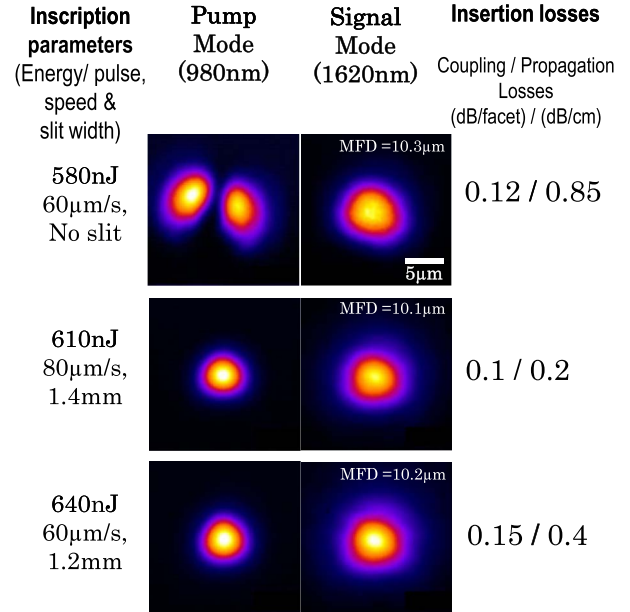 Inscription
parameters
(Energy/ pulse,
speed &
slit width)
Pump
Mode
(980nm)
Signal
Mode
(1620nm)
Insertion losses
Coupling / Propagation
Losses
(dB/facet) / (dB/cm)
580nJ
60µm/s,
No slit
MFD =10.3µm
5µm
0.12 / 0.85
610nJ
80µm/s,
1.4mm
MFD =10.1µm
0.1 / 0.2
640nJ
60µm/s,
1.2mm
MFD =10.2µm
0.15 / 0.4